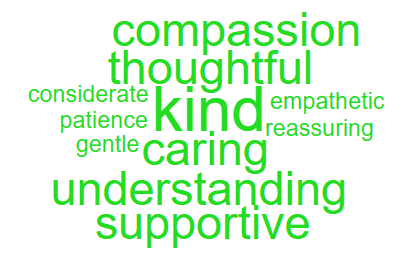 compassion
thoughtful
considerate
kind
empathetic
patience
reassuring
gentle
caring
understanding
supportive